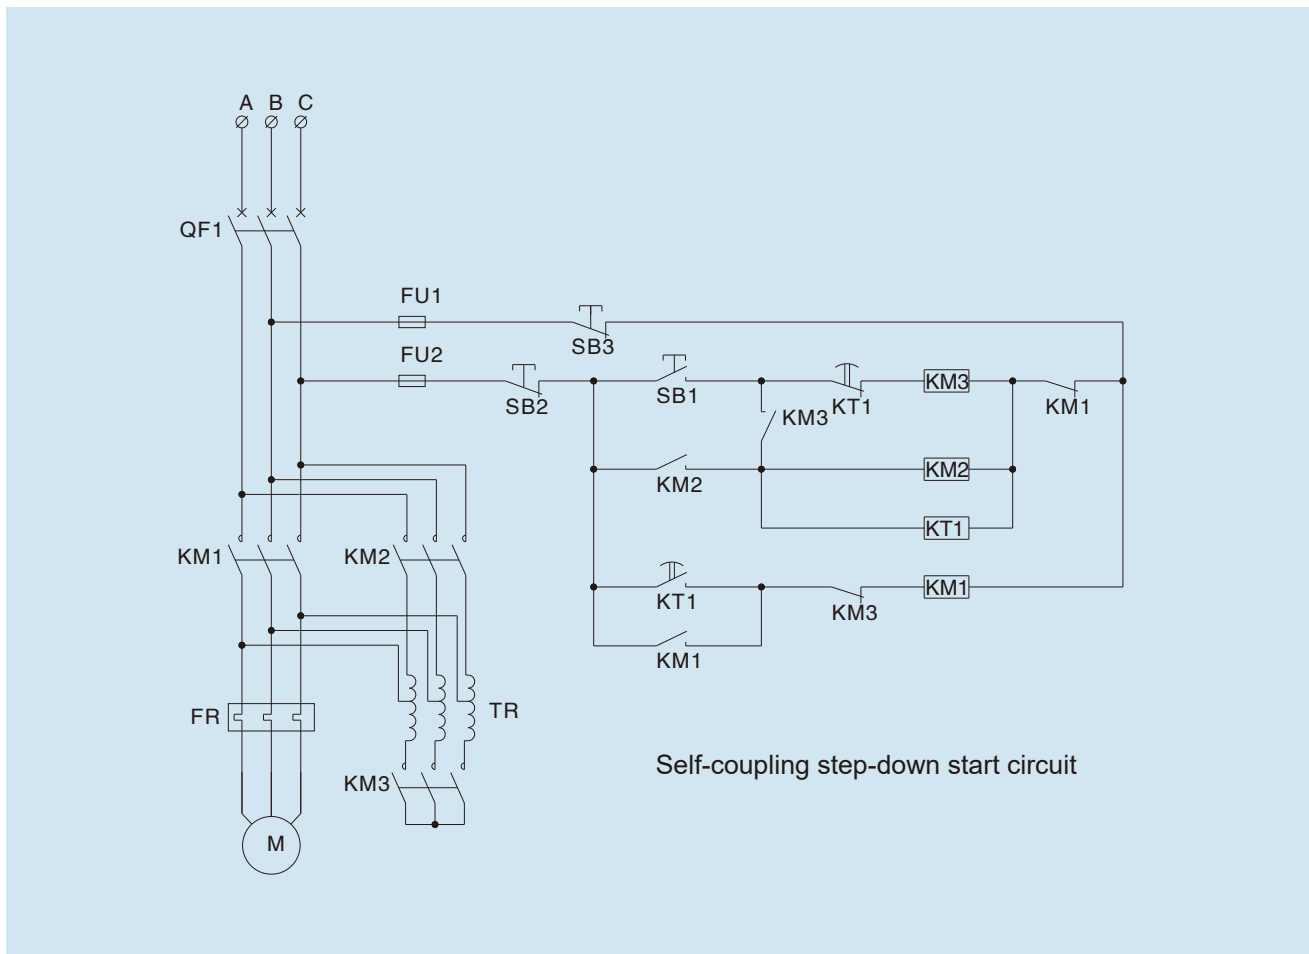 A B C
QF1
FU1
SB3
FU2
SB2
SB1
KT1
KM3
KM1
KM3
KM2
KM2
KT1
KM1
KM2
KT1
KM3
KM1
KM1
FR
TR
KM3
M
Self-coupling step-down start circuit